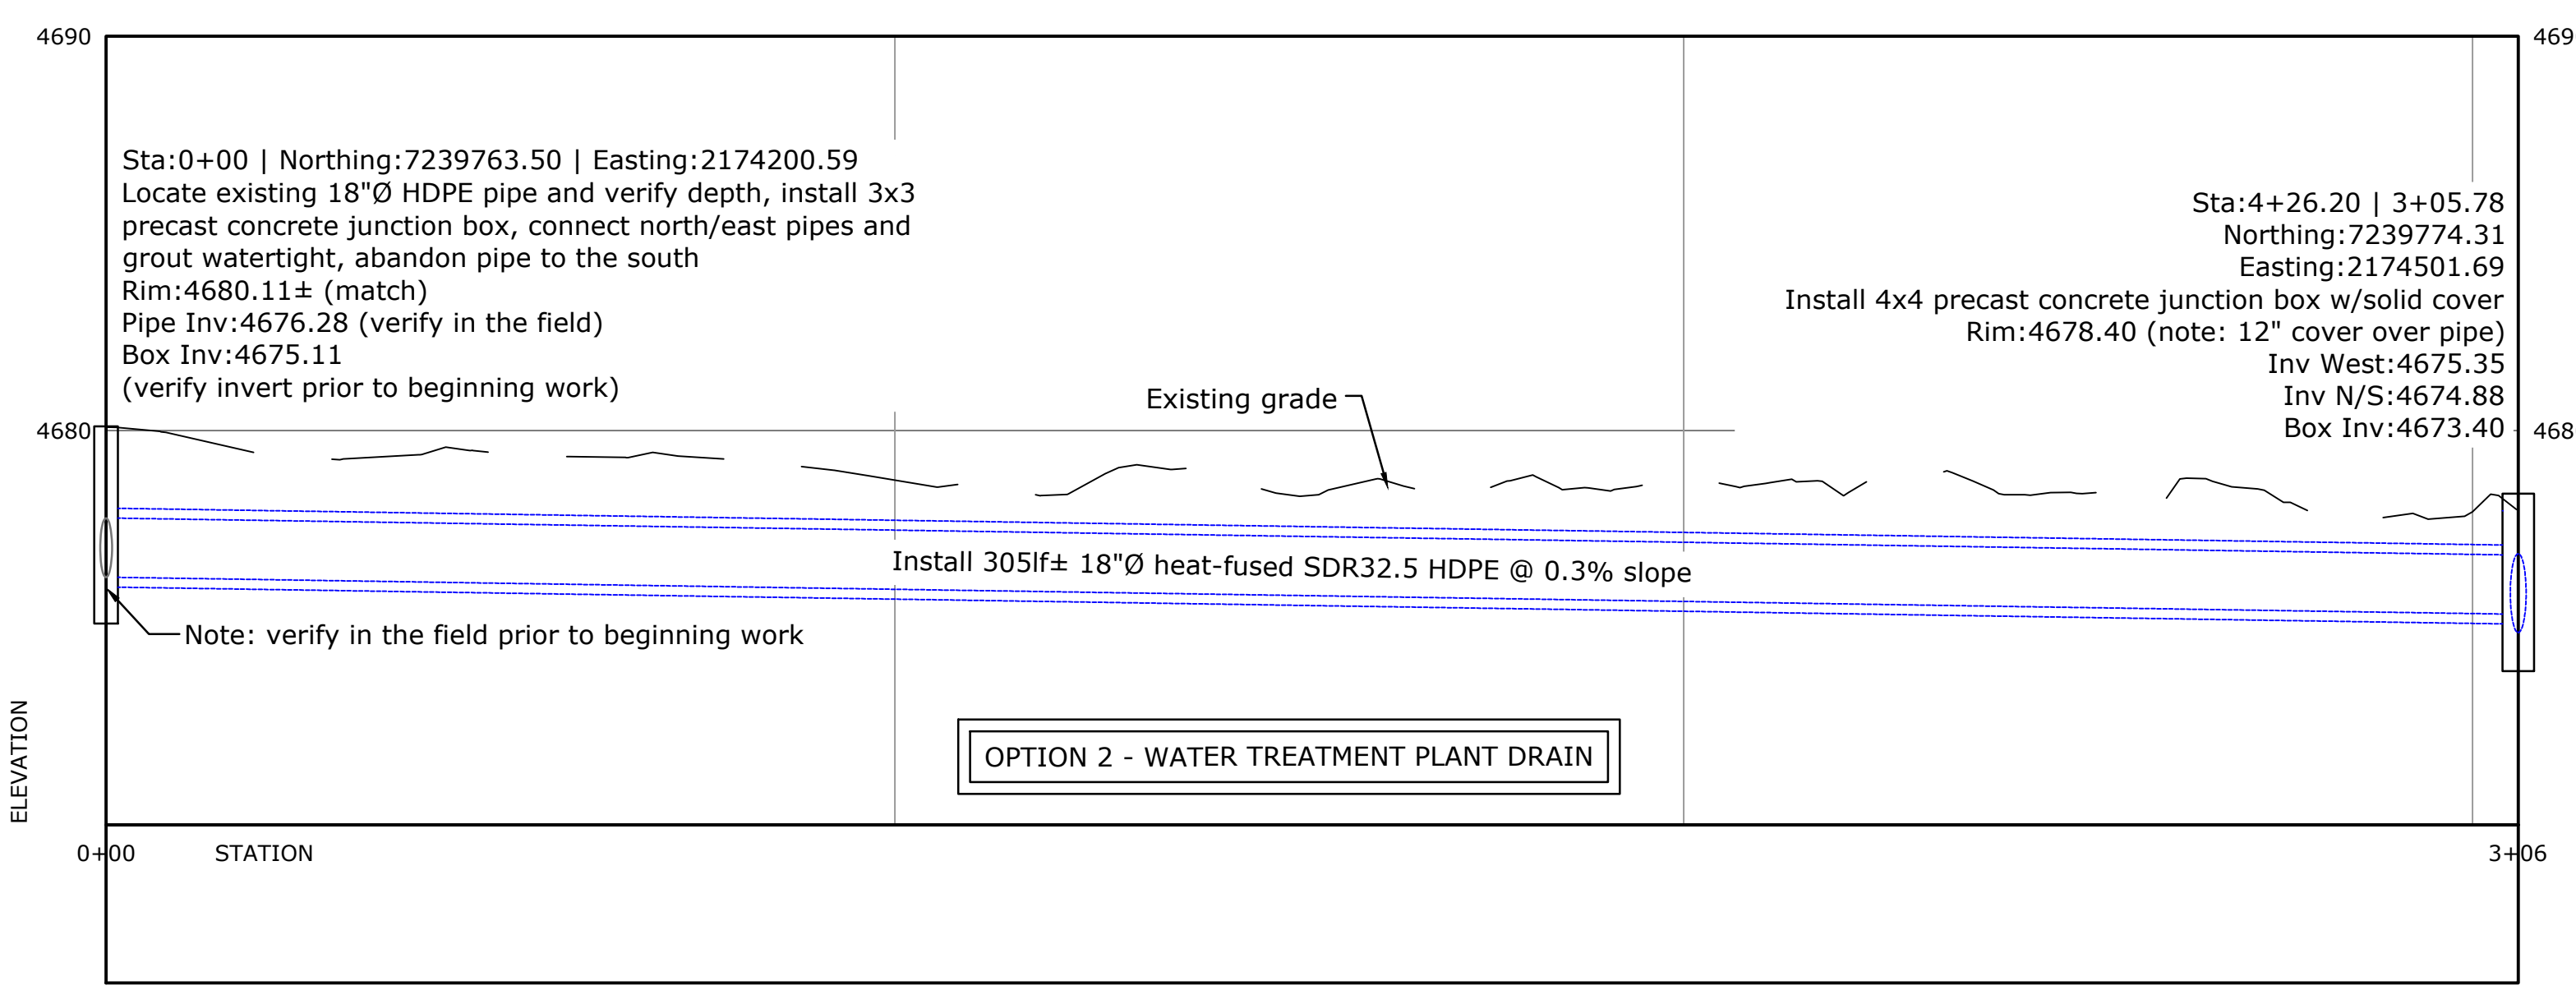 4690
469
Sta:0+00 | Northing:7239763.50 | Easting:2174200.59
Locate existing 18"Ø HDPE pipe and verify depth, install 3x3
precast concrete junction box, connect north/east pipes and
grout watertight, abandon pipe to the south
Rim:4680.11± (match)
Pipe Inv:4676.28 (verify in the field)
Box Inv:4675.11
(verify invert prior to beginning work)
Sta:4+26.20 | 3+05.78
Northing:7239774.31
Easting:2174501.69
Install 4x4 precast concrete junction box w/solid cover
Rim:4678.40 (note: 12" cover over pipe)
Inv West:4675.35
Inv N/S:4674.88
Box Inv:4673.40
Existing grade
4680
468
Install 305lf± 18"Ø heat-fused SDR32.5 HDPE @ 0.3% slope
Note: verify in the field prior to beginning work
ELEVATION
OPTION 2 - WATER TREATMENT PLANT DRAIN
0+00
STATION
3+06